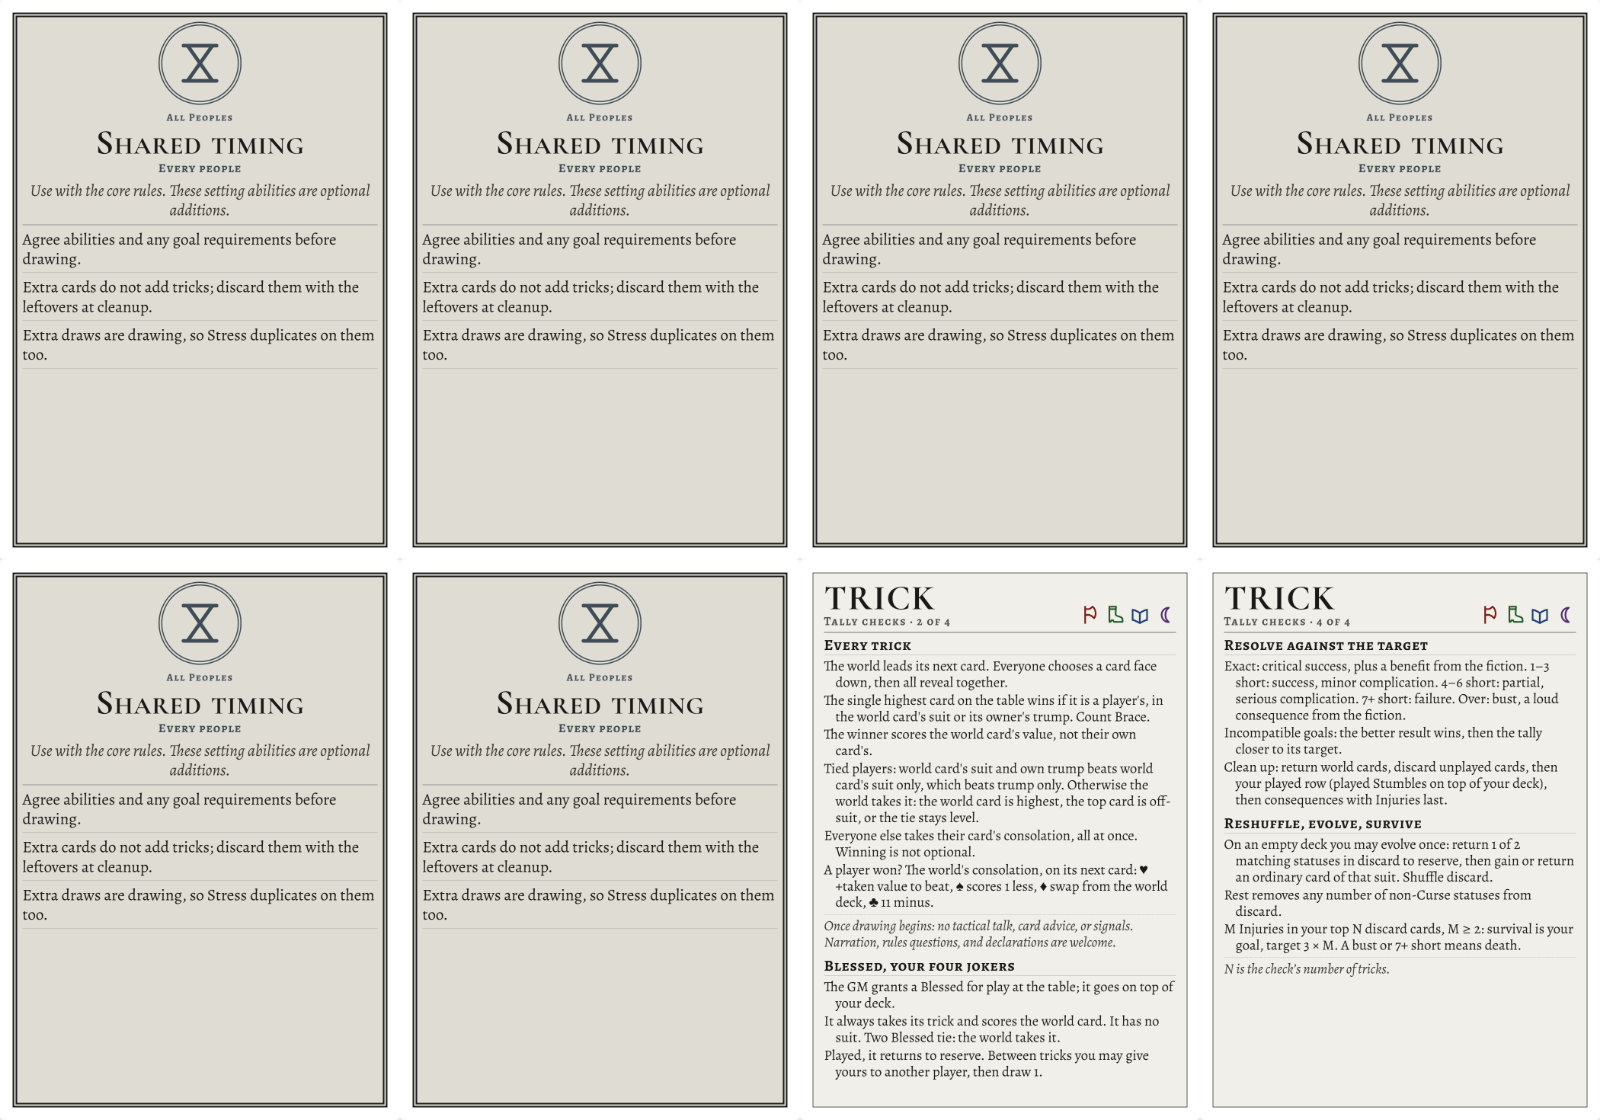 All Peoples
Shared timing
Every people
Use with the core rules. These setting abilities are optional
additions.
Agree abilities and any goal requirements before
drawing.
Extra cards do not add tricks; discard them with the
leftovers at cleanup.
Extra draws are drawing, so Stress duplicates on them
too.
All Peoples
Shared timing
Every people
Use with the core rules. These setting abilities are optional
additions.
Agree abilities and any goal requirements before
drawing.
Extra cards do not add tricks; discard them with the
leftovers at cleanup.
Extra draws are drawing, so Stress duplicates on them
too.
All Peoples
Shared timing
Every people
Use with the core rules. These setting abilities are optional
additions.
Agree abilities and any goal requirements before
drawing.
Extra cards do not add tricks; discard them with the
leftovers at cleanup.
Extra draws are drawing, so Stress duplicates on them
too.
All Peoples
Shared timing
Every people
Use with the core rules. These setting abilities are optional
additions.
Agree abilities and any goal requirements before
drawing.
Extra cards do not add tricks; discard them with the
leftovers at cleanup.
Extra draws are drawing, so Stress duplicates on them
too.
All Peoples
Shared timing
Every people
Use with the core rules. These setting abilities are optional
additions.
Agree abilities and any goal requirements before
drawing.
Extra cards do not add tricks; discard them with the
leftovers at cleanup.
Extra draws are drawing, so Stress duplicates on them
too.
All Peoples
Shared timing
Every people
Use with the core rules. These setting abilities are optional
additions.
Agree abilities and any goal requirements before
drawing.
Extra cards do not add tricks; discard them with the
leftovers at cleanup.
Extra draws are drawing, so Stress duplicates on them
too.
TRICK
Tally checks · 2 of 4
Every trick
The world leads its next card. Everyone chooses a card face
down, then all reveal together.
The single highest card on the table wins if it is a player's, in
the world card's suit or its owner's trump. Count Brace.
The winner scores the world card's value, not their own
card's.
Tied players: world card's suit and own trump beats world
card's suit only, which beats trump only. Otherwise the
world takes it: the world card is highest, the top card is off-
suit, or the tie stays level.
Everyone else takes their card's consolation, all at once.
Winning is not optional.
A player won? The world's consolation, on its next card: ♥
+taken value to beat, ♠ scores 1 less, ♦ swap from the world
deck, ♣ 11 minus.
Once drawing begins: no tactical talk, card advice, or signals.
Narration, rules questions, and declarations are welcome.
Blessed, your four jokers
The GM grants a Blessed for play at the table; it goes on top of
your deck.
It always takes its trick and scores the world card. It has no
suit. Two Blessed tie: the world takes it.
Played, it returns to reserve. Between tricks you may give
yours to another player, then draw 1.
TRICK
Tally checks · 4 of 4
Resolve against the target
Exact: critical success, plus a benefit from the fiction. 1–3
short: success, minor complication. 4–6 short: partial,
serious complication. 7+ short: failure. Over: bust, a loud
consequence from the fiction.
Incompatible goals: the better result wins, then the tally
closer to its target.
Clean up: return world cards, discard unplayed cards, then
your played row (played Stumbles on top of your deck),
then consequences with Injuries last.
Reshuffle, evolve, survive
On an empty deck you may evolve once: return 1 of 2
matching statuses in discard to reserve, then gain or return
an ordinary card of that suit. Shuffle discard.
Rest removes any number of non-Curse statuses from
discard.
M Injuries in your top N discard cards, M ≥ 2: survival is your
goal, target 3 × M. A bust or 7+ short means death.
N is the check's number of tricks.